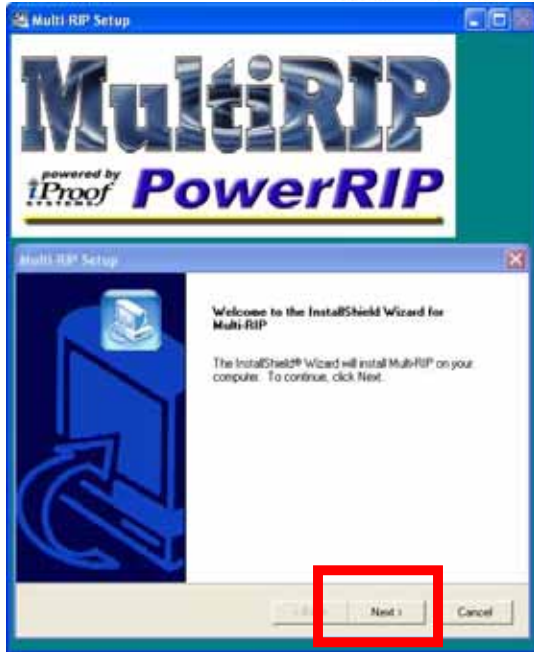 Multi-RIP Setup
MultiRIP
powered by
iProof
SYSTEMS
PowerRIP
Multi-RIP Setup
Welcome to the InstallShield Wizard for
Multi-RIP
The InstallShield® Wizard will install Multi-RIP on your
computer. To continue, click Next.
< Back Next > Cancel